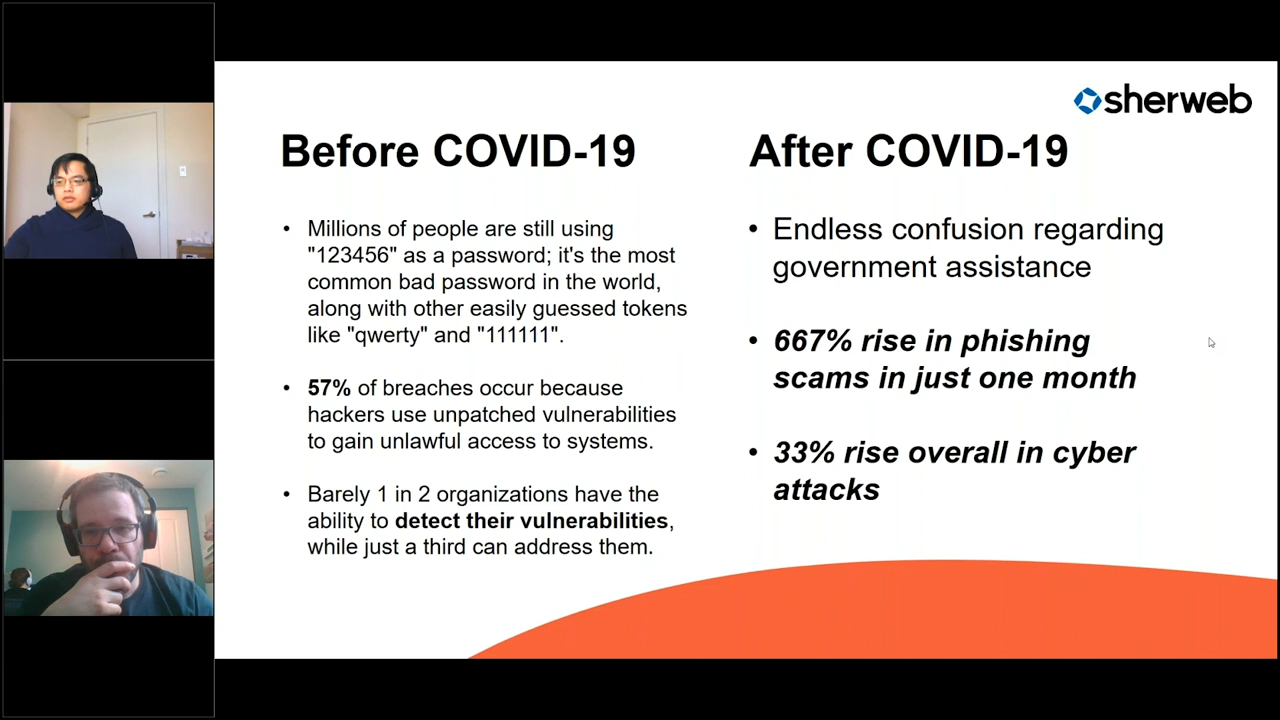 sherweb
Before COVID-19
• Millions of people are still using
"123456" as a password; it's the most
common bad password in the world,
along with other easily guessed tokens
like "qwerty" and "111111".
• 57% of breaches occur because
hackers use unpatched vulnerabilities
to gain unlawful access to systems.
• Barely 1 in 2 organizations have the
ability to detect their vulnerabilities,
while just a third can address them.
After COVID-19
• Endless confusion regarding
government assistance
• 667% rise in phishing
scams in just one month
• 33% rise overall in cyber
attacks